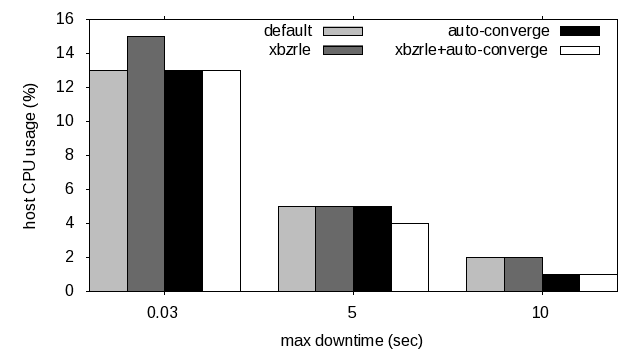 16
14
12
10
8
6
4
2
0
host CPU usage (%)
default
xbzrle
auto-converge
xbzrle+auto-converge
0.03
5
10
max downtime (sec)